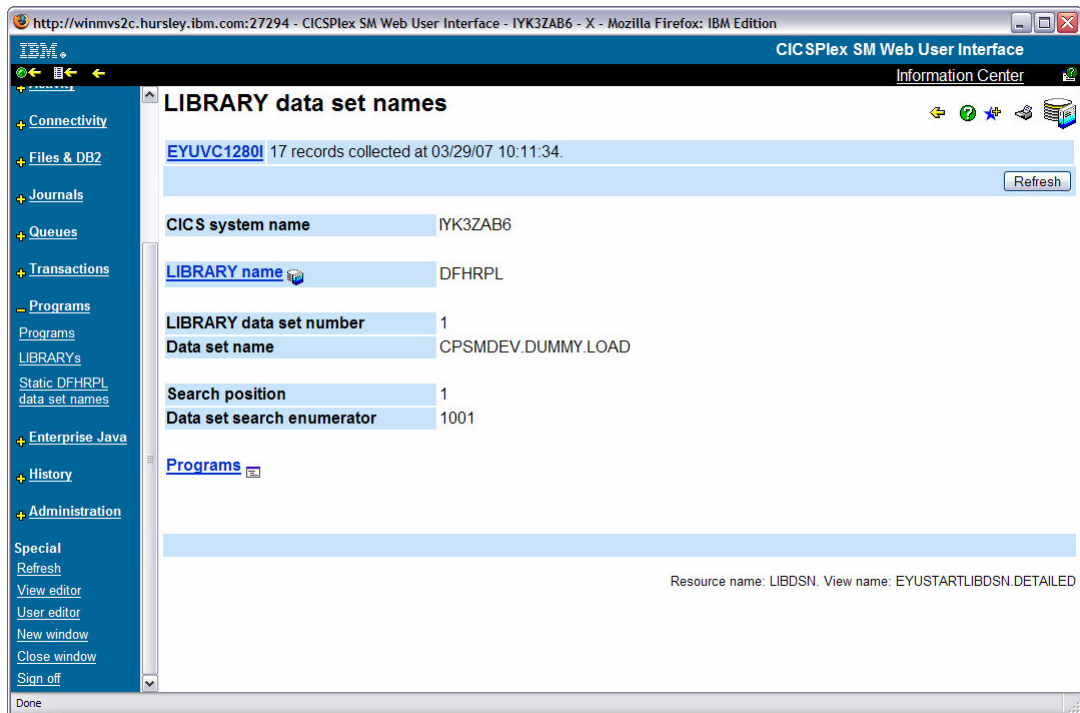 http://winmvs2c.hursley.ibm.com:27294 - CICSPlex SM Web User Interface - IYK3ZAB6 - X - Mozilla Firefox: IBM Edition
IBM
CICSPlex SM Web User Interface
Information Center
Activity
Connectivity
Files & DB2
Journals
Queues
Transactions
Programs
Programs
LIBRARYs
Static DFHRPL
data set names
Enterprise Java
History
Administration
Special
Refresh
View editor
User editor
New window
Close window
Sign off
LIBRARY data set names
EYUVC1280I 17 records collected at 03/29/07 10:11:34.
Refresh
CICS system name IYK3ZAB6
LIBRARY name DFHRPL
LIBRARY data set number 1
Data set name CPSMDEV.DUMMY.LOAD
Search position 1
Data set search enumerator 1001
Programs
Resource name: LIBDSN. View name: EYUSTARTLIBDSN.DETAILED
Done